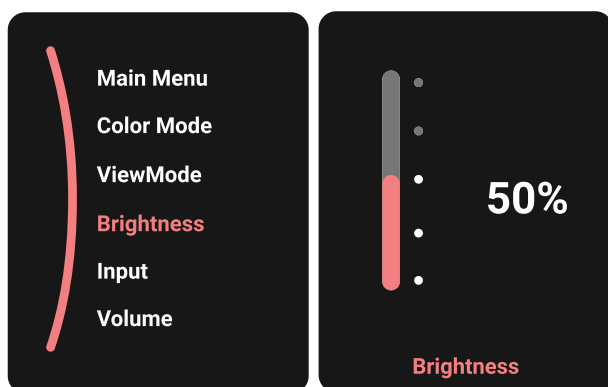 Main Menu
Color Mode
ViewMode
Brightness
Input
Volume
50%
Brightness